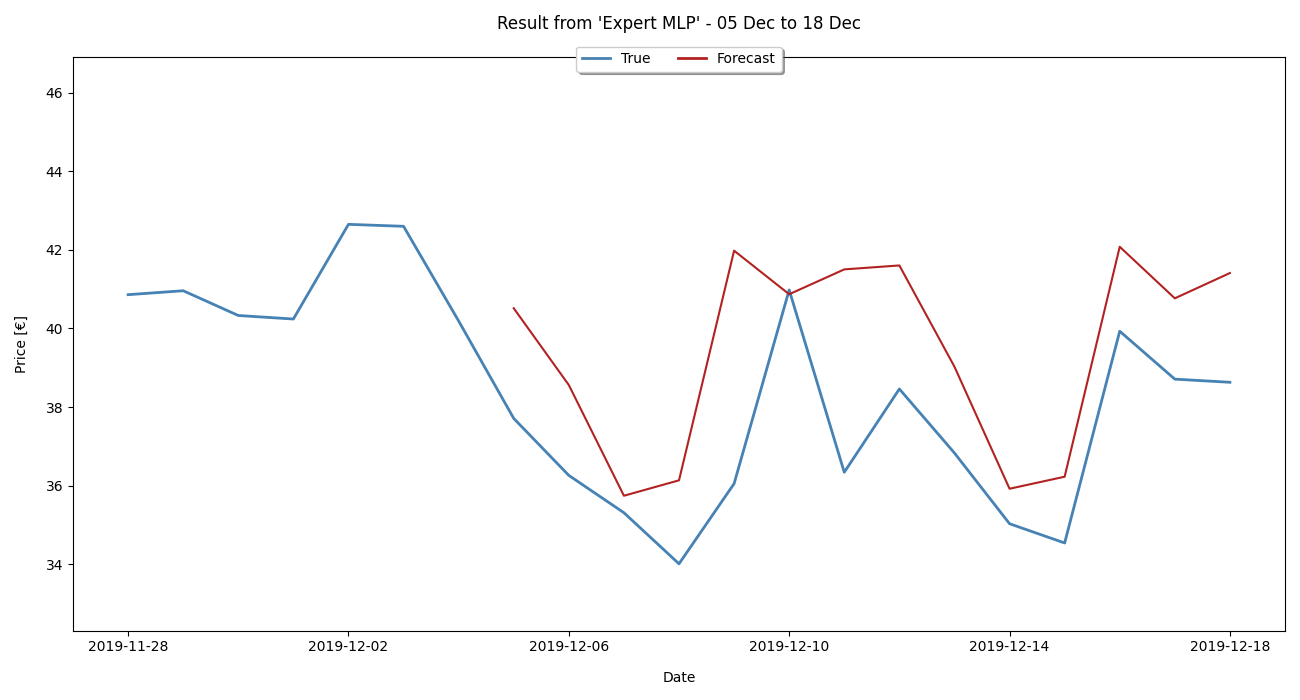 Result from 'Expert MLP' - 05 Dec to 18 Dec
True Forecast
46
44
42
40
38
36
34
Price [€]
2019-11-28 2019-12-02 2019-12-06 2019-12-10 2019-12-14 2019-12-18
Date